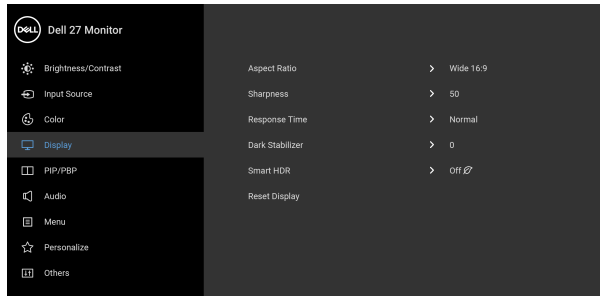 DELL Dell 27 Monitor
Brightness/Contrast
Input Source
Color
Display
PIP/PBP
Audio
Menu
Personalize
Others
Aspect Ratio Wide 16:9
Sharpness 50
Response Time Normal
Dark Stabilizer 0
Smart HDR Off
Reset Display